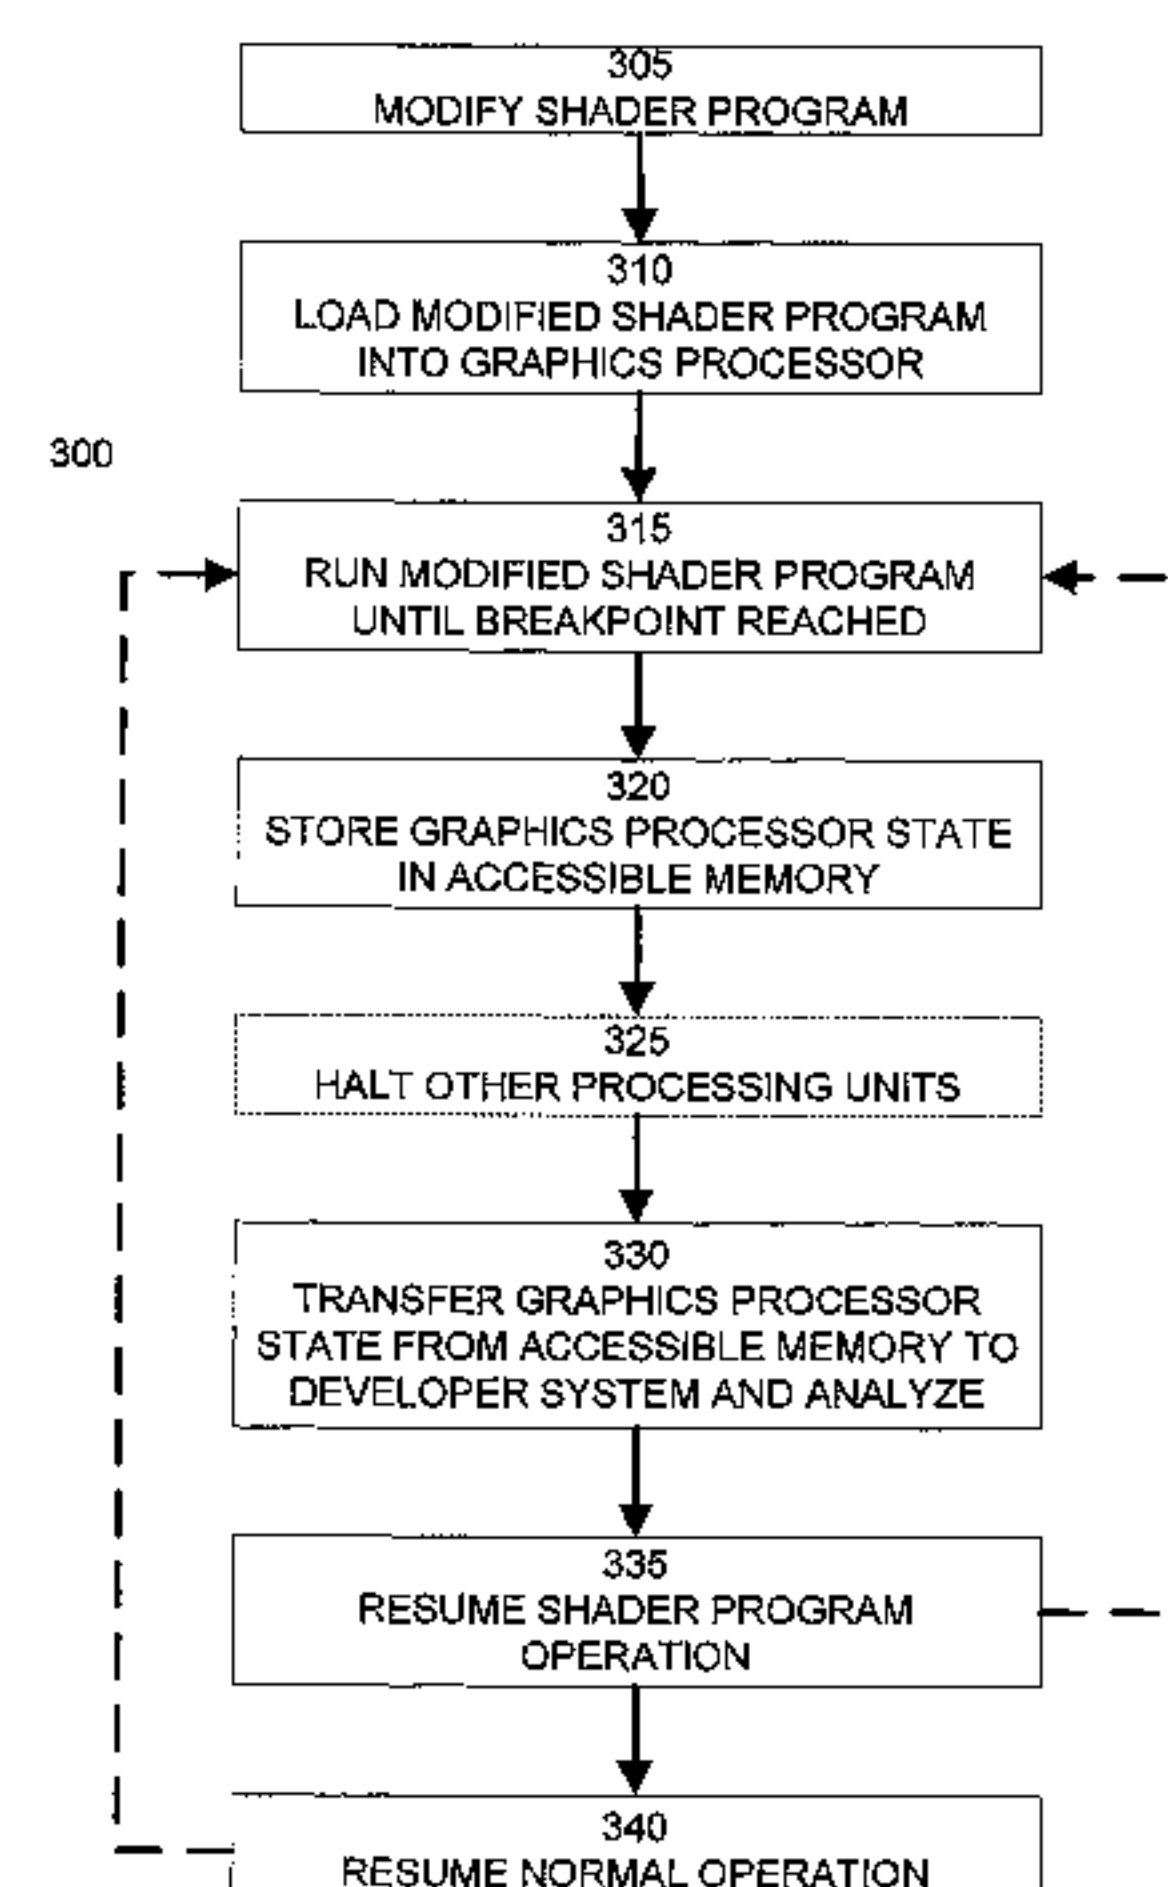 305
MODIFY SHADER PROGRAM
310
LOAD MODIFIED SHADER PROGRAM
INTO GRAPHICS PROCESSOR
300
315
RUN MODIFIED SHADER PROGRAM
UNTIL BREAKPOINT REACHED
320
STORE GRAPHICS PROCESSOR STATE
IN ACCESSIBLE MEMORY
325
HALT OTHER PROCESSING UNITS
330
TRANSFER GRAPHICS PROCESSOR
STATE FROM ACCESSIBLE MEMORY TO
DEVELOPER SYSTEM AND ANALYZE
335
RESUME SHADER PROGRAM
OPERATION
340
RESUME NORMAL OPERATION